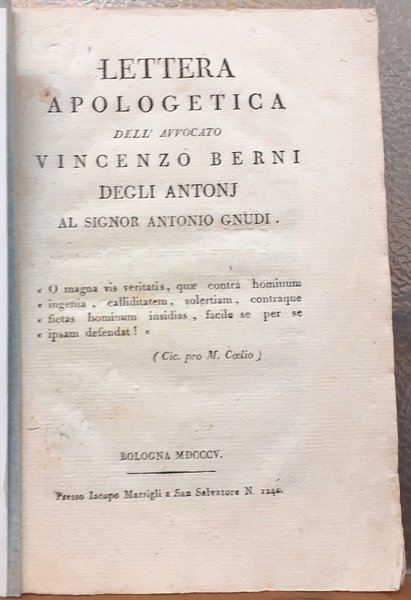 LETTERA
APOLOGETICA
DELL' AVVOCATO
VINCENZO BERNI
DEGLI ANTONJ
AL SIGNOR ANTONIO GNUDI .
« O magna vis veritatis, quæ contra hominum
« ingenia , calliditatem, solertiam, contraque
« fictas hominum insidias , facile se per se
« ipsam defendat ! «
( Cic. pro M. Cœlio )
BOLOGNA MDCCCV.
Presso Iacopo Marsigli a San Salvatore N. 1240.